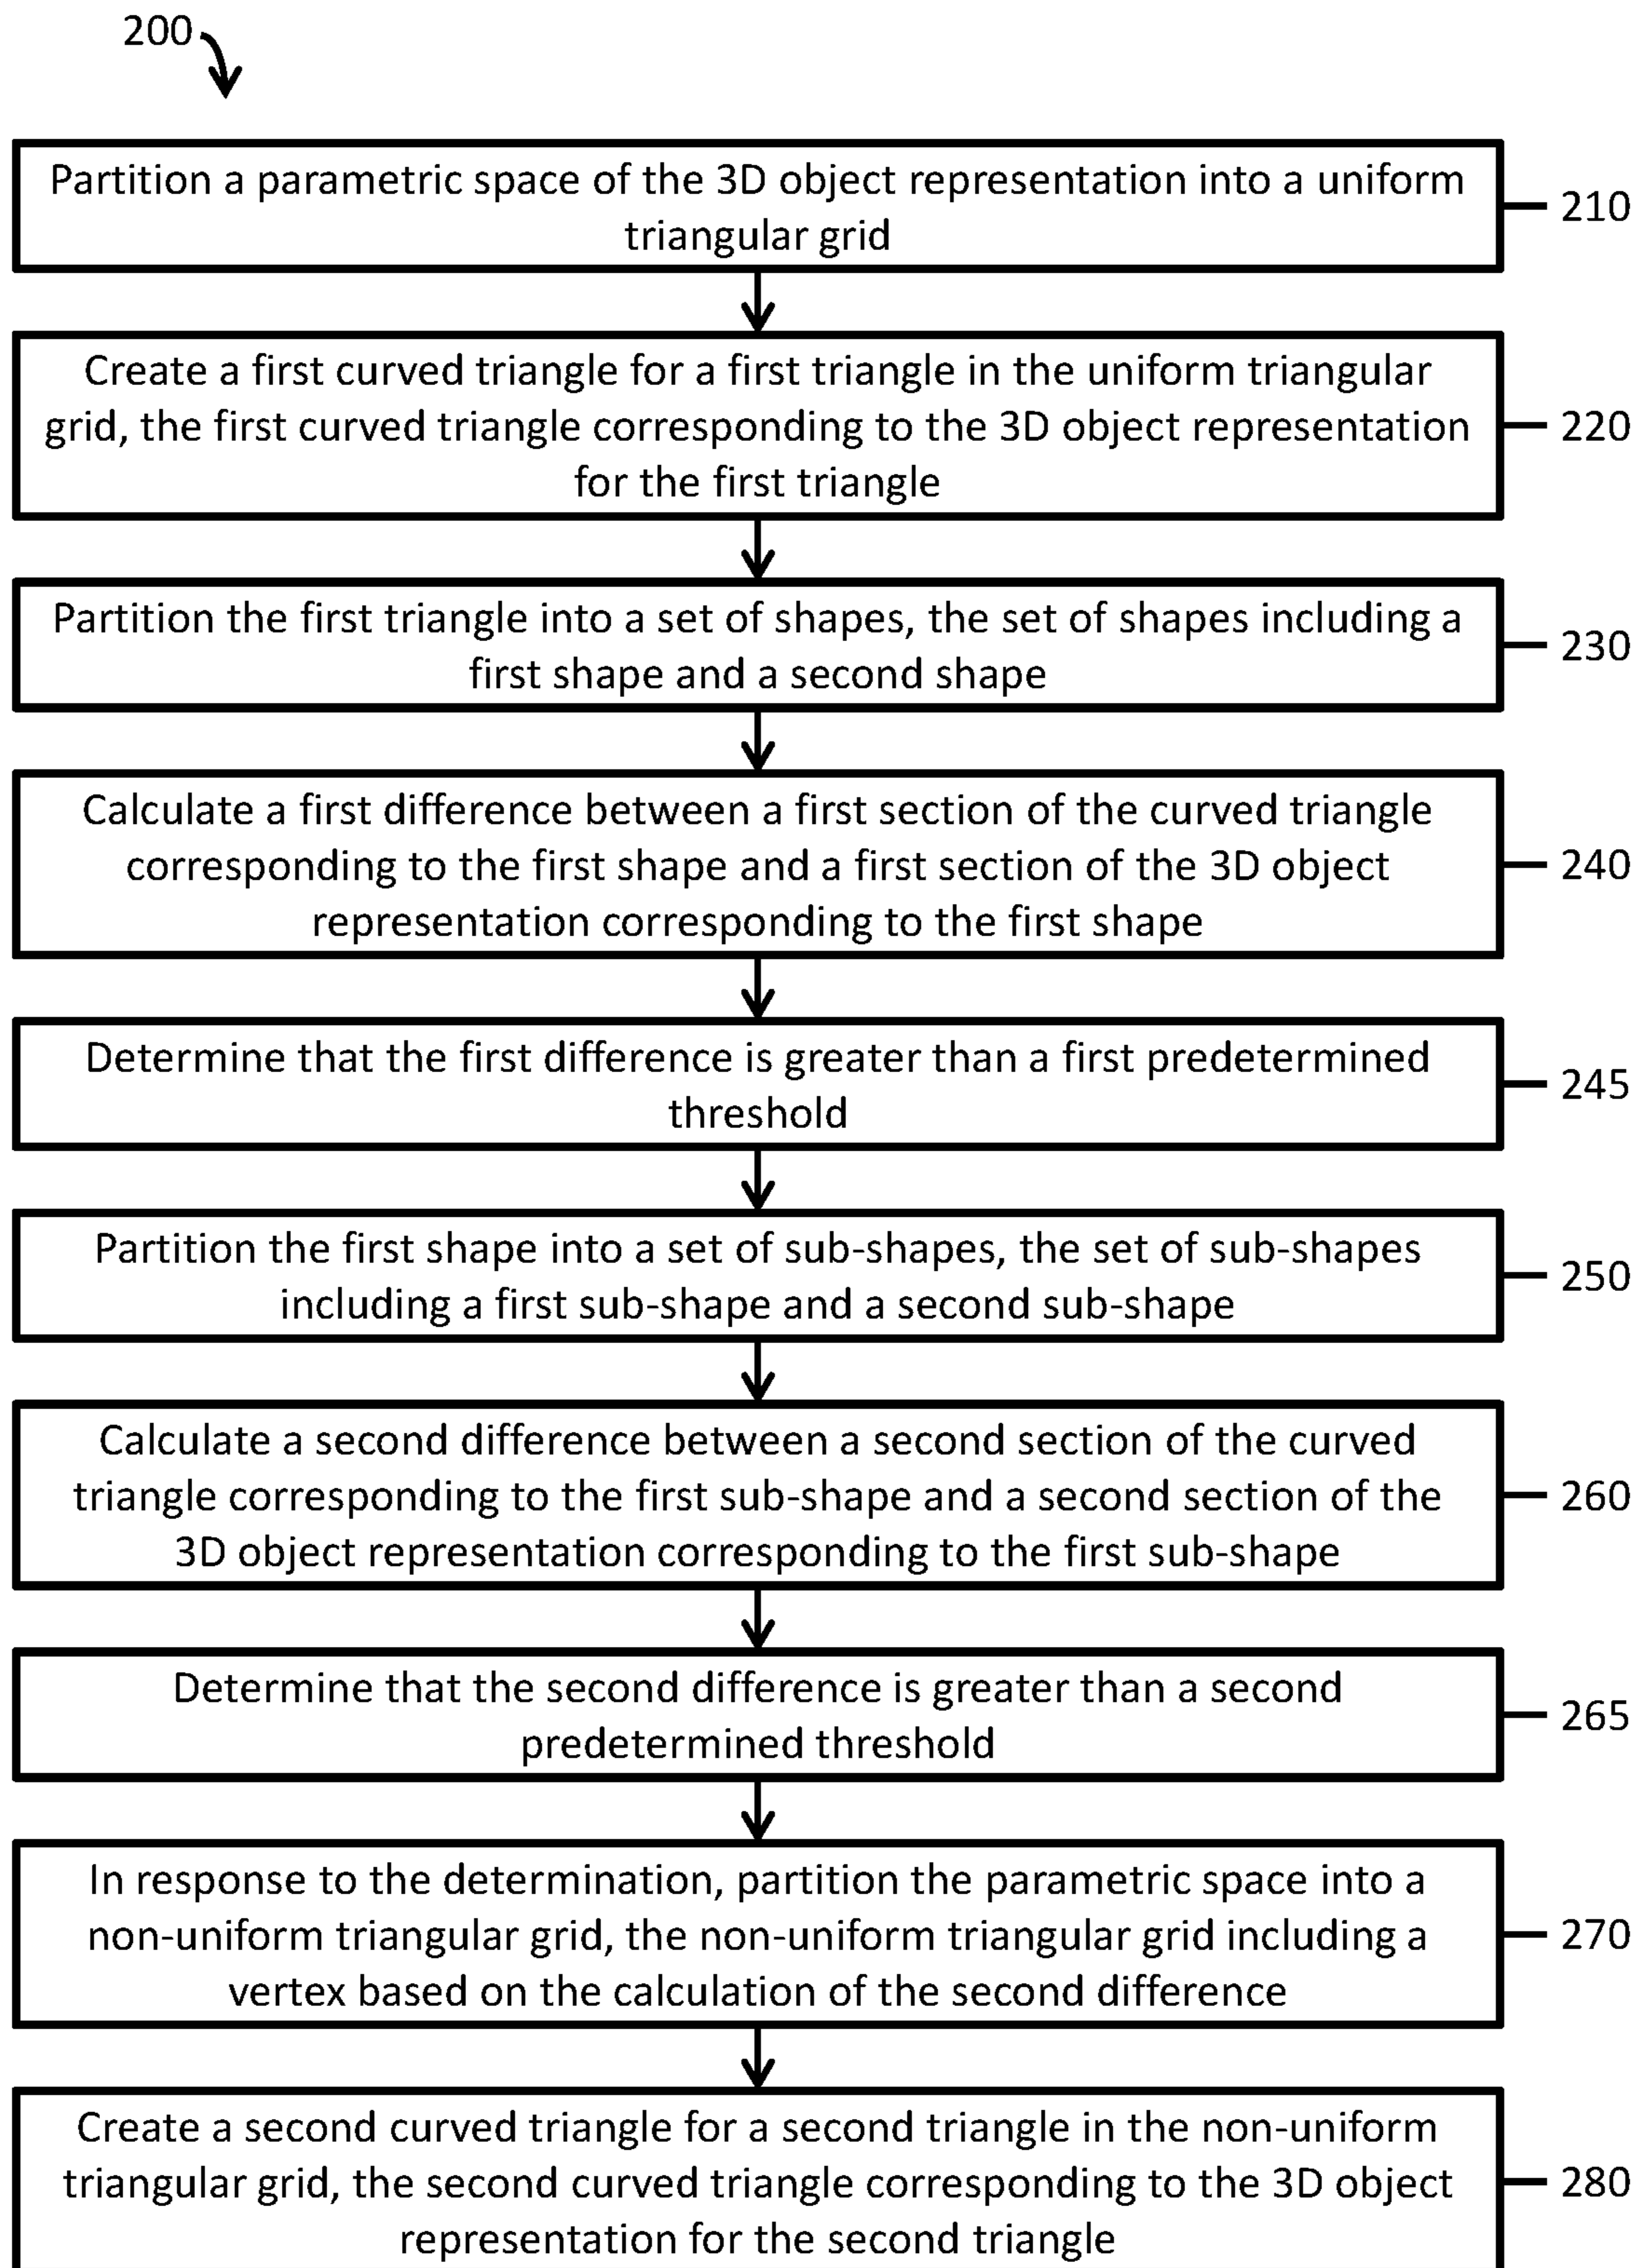 200
Partition a parametric space of the 3D object representation into a uniform
triangular grid
210
Create a first curved triangle for a first triangle in the uniform triangular
grid, the first curved triangle corresponding to the 3D object representation
for the first triangle
220
Partition the first triangle into a set of shapes, the set of shapes including a
first shape and a second shape
230
Calculate a first difference between a first section of the curved triangle
corresponding to the first shape and a first section of the 3D object
representation corresponding to the first shape
240
Determine that the first difference is greater than a first predetermined
threshold
245
Partition the first shape into a set of sub-shapes, the set of sub-shapes
including a first sub-shape and a second sub-shape
250
Calculate a second difference between a second section of the curved
triangle corresponding to the first sub-shape and a second section of the
3D object representation corresponding to the first sub-shape
260
Determine that the second difference is greater than a second
predetermined threshold
265
In response to the determination, partition the parametric space into a
non-uniform triangular grid, the non-uniform triangular grid including a
vertex based on the calculation of the second difference
270
Create a second curved triangle for a second triangle in the non-uniform
triangular grid, the second curved triangle corresponding to the 3D object
representation for the second triangle
280